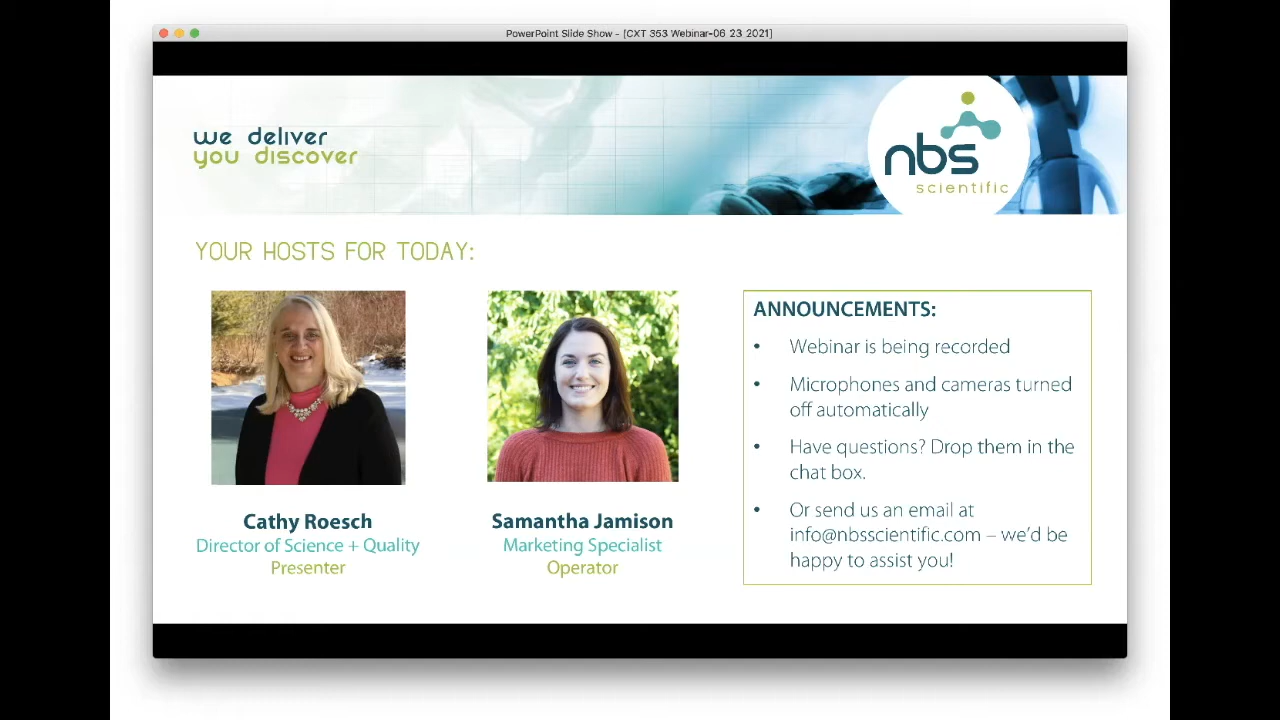 PowerPoint Slide Show - [CXT 353 Webinar-06 23 2021]
we deliver
you discover
nbs
scientific
YOUR HOSTS FOR TODAY:
Cathy Roesch
Director of Science + Quality
Presenter
Samantha Jamison
Marketing Specialist
Operator
ANNOUNCEMENTS:
• Webinar is being recorded
• Microphones and cameras turned
off automatically
• Have questions? Drop them in the
chat box.
• Or send us an email at
info@nbsscientific.com – we'd be
happy to assist you!